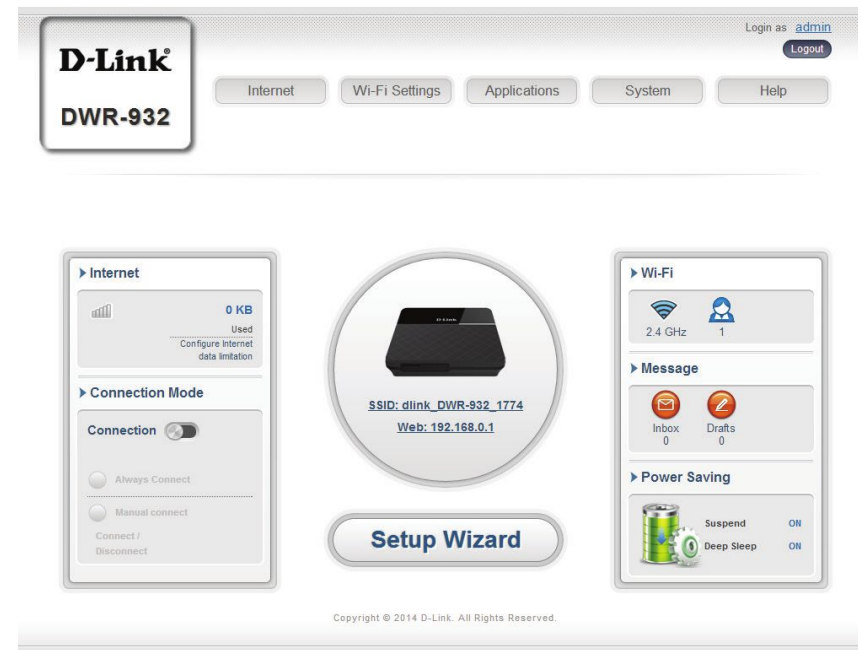 Login as admin
Logout
D-Link
DWR-932
Internet
Wi-Fi Settings
Applications
System
Help
Internet
0 KB
Used
Configure Internet
data limitation
Connection Mode
Connection
Always Connect
Manual connect
Connect /
Disconnect
D-Link
SSID: dlink_DWR-932_1774
Web: 192.168.0.1
Setup Wizard
Wi-Fi
2.4 GHz
1
Message
Inbox
0
Drafts
0
Power Saving
Suspend ON
Deep Sleep ON
Copyright © 2014 D-Link. All Rights Reserved.